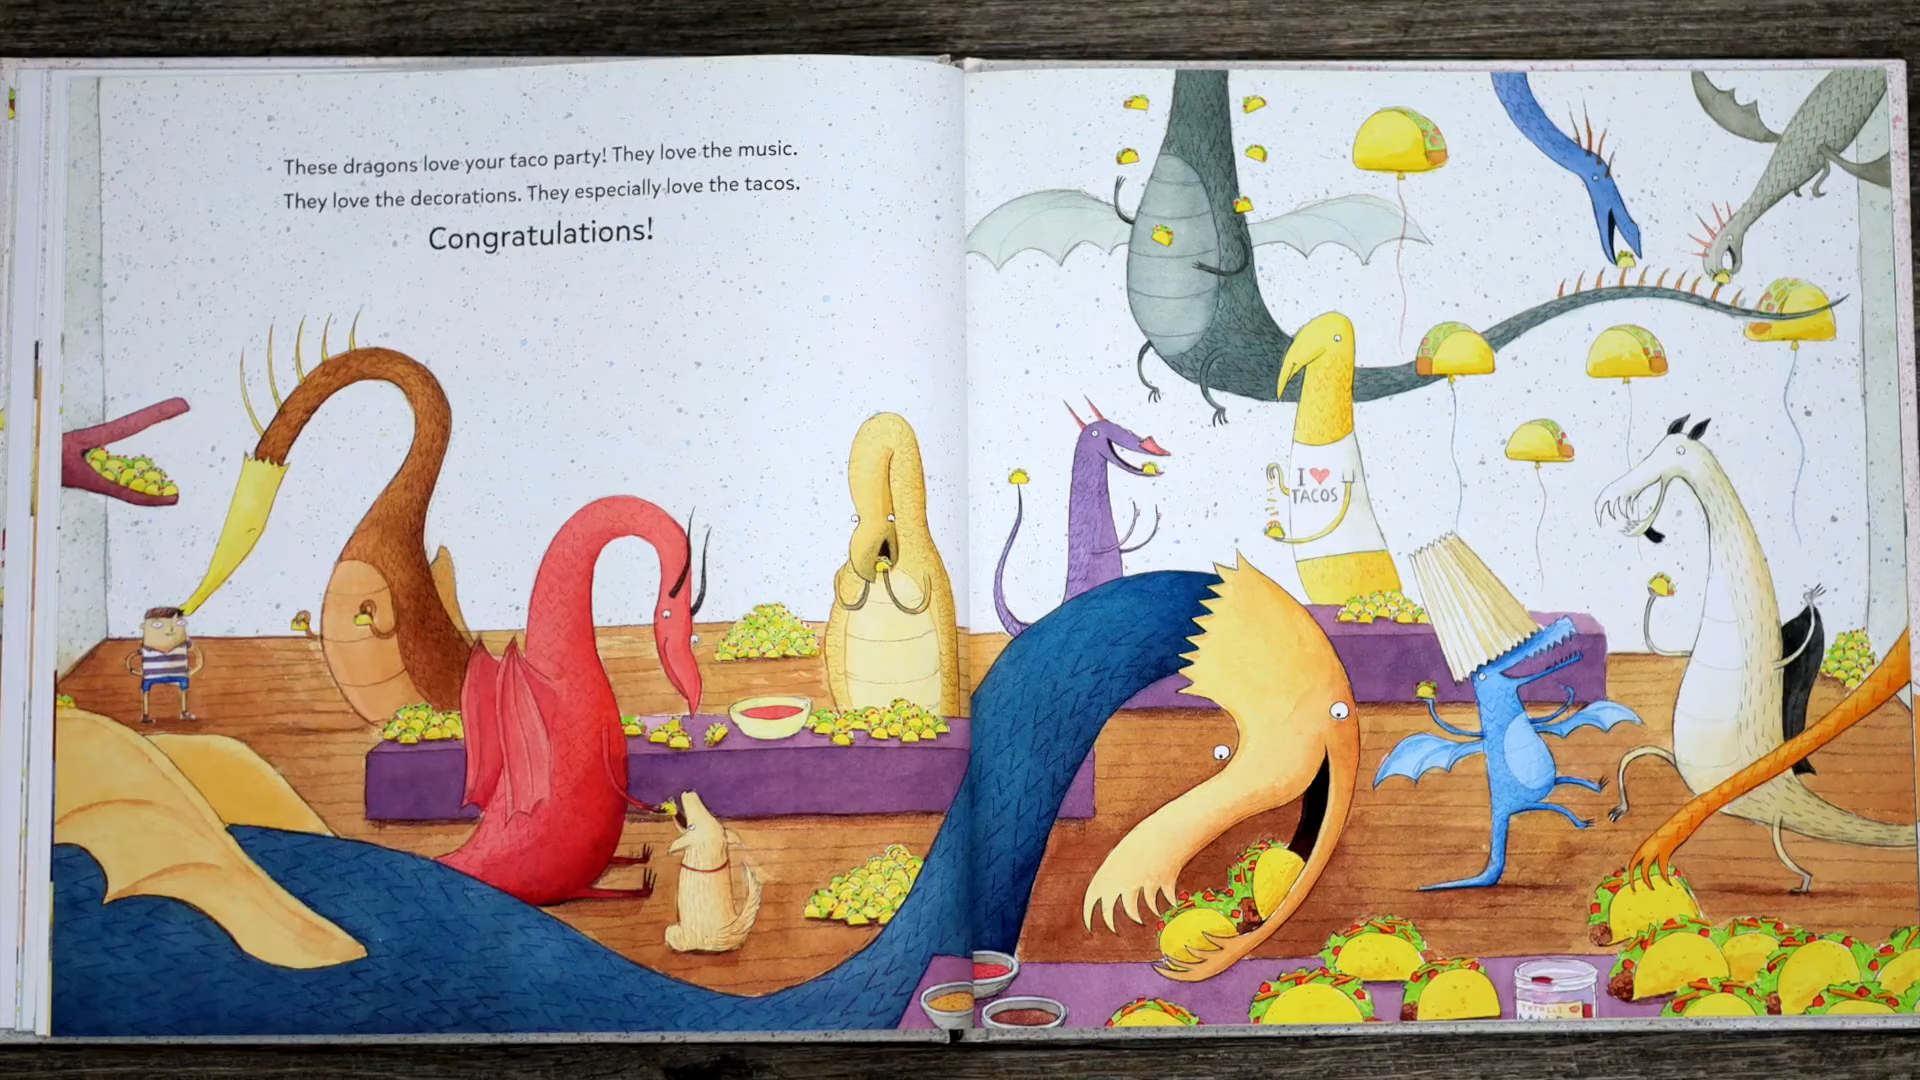 These dragons love your taco party! They love the music.
They love the decorations. They especially love the tacos.
Congratulations!
I ♥
TACOS